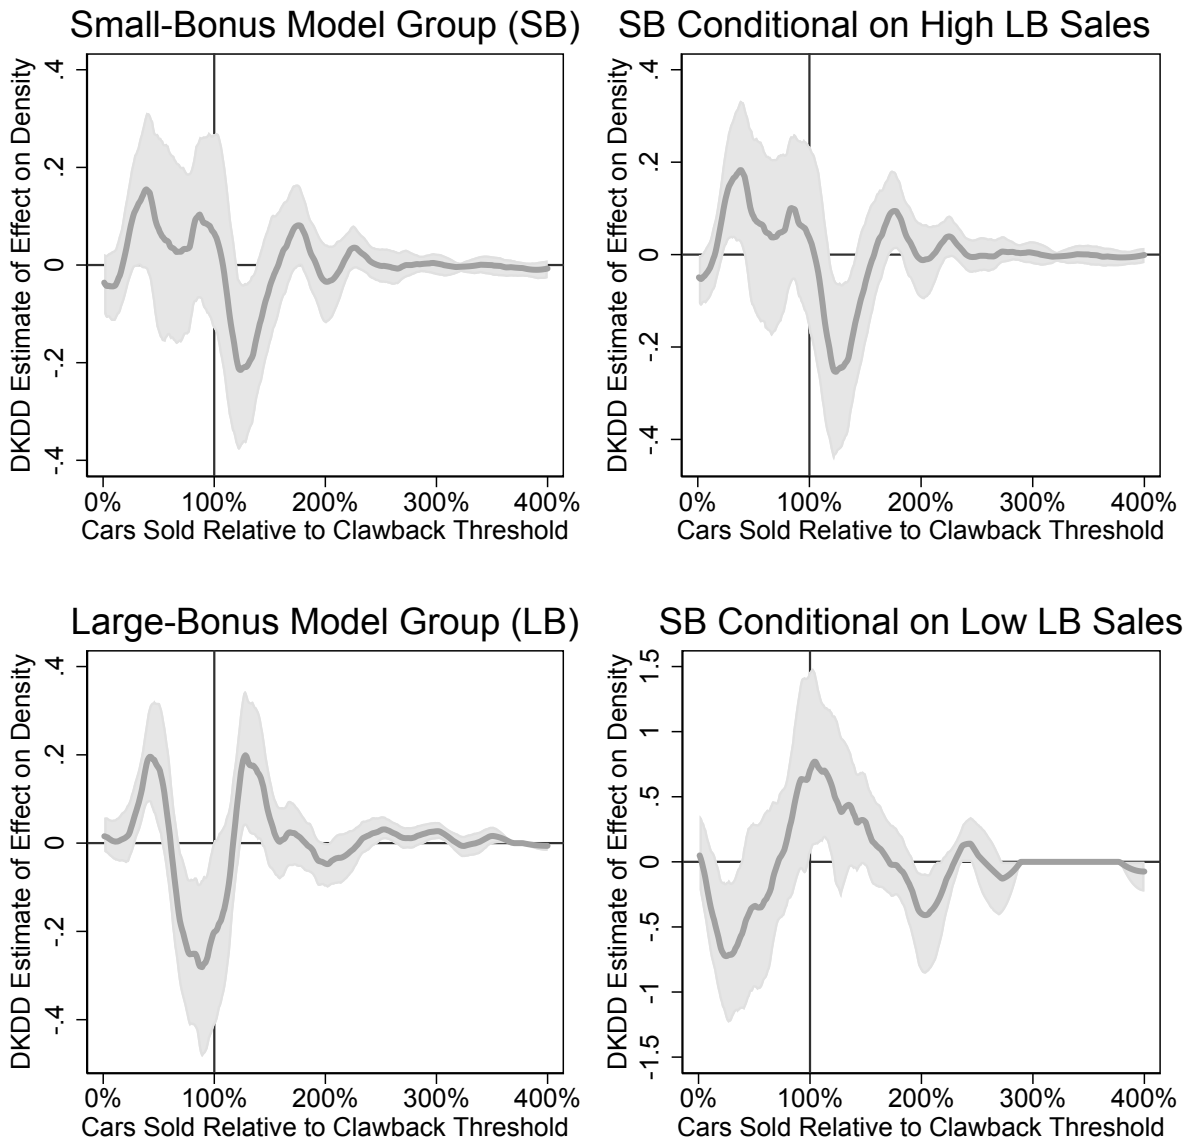 Small-Bonus Model Group (SB)
DKDD Estimate of Effect on Density
.4
.2
0
-.2
-.4
0% 100% 200% 300% 400%
Cars Sold Relative to Clawback Threshold
SB Conditional on High LB Sales
DKDD Estimate of Effect on Density
.4
.2
0
-.2
-.4
0% 100% 200% 300% 400%
Cars Sold Relative to Clawback Threshold
Large-Bonus Model Group (LB)
DKDD Estimate of Effect on Density
.4
.2
0
-.2
-.4
0% 100% 200% 300% 400%
Cars Sold Relative to Clawback Threshold
SB Conditional on Low LB Sales
DKDD Estimate of Effect on Density
1.5
1
.5
0
-.5
-1
-1.5
0% 100% 200% 300% 400%
Cars Sold Relative to Clawback Threshold